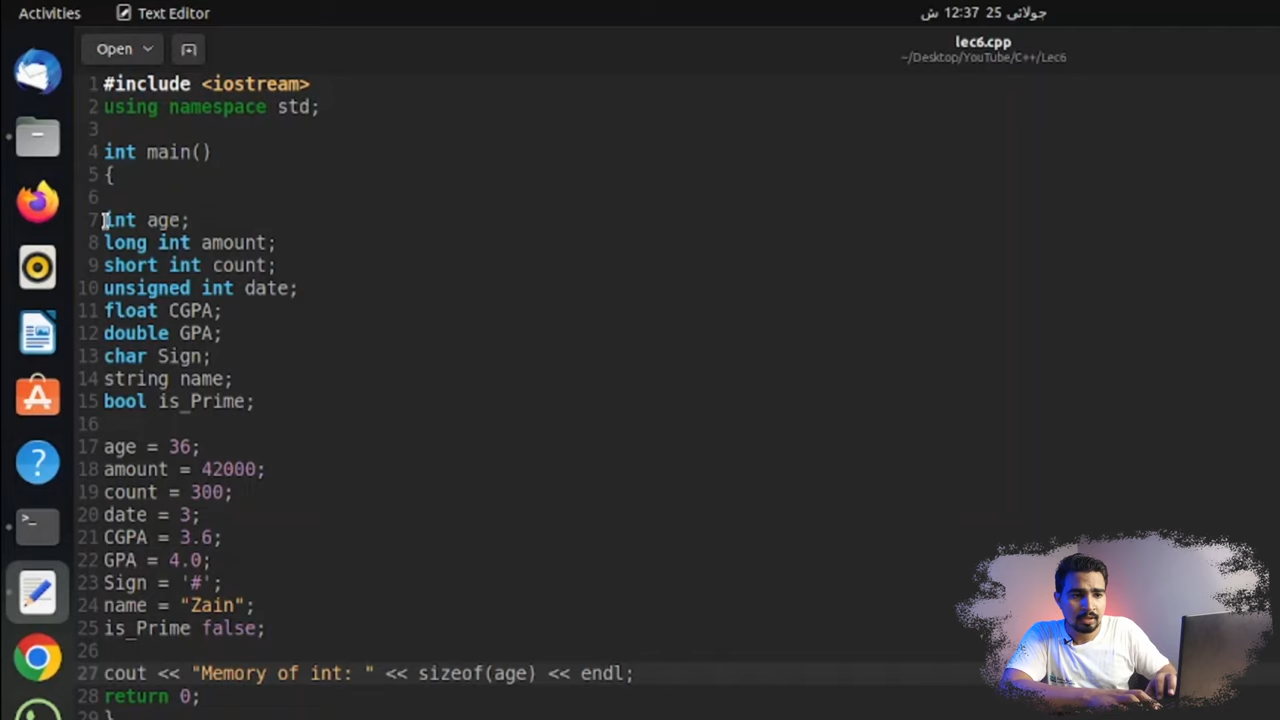 Activities
Text Editor
جولائی 25 12:37 ش
Open
lec6.cpp
~/Desktop/YouTube/C++/Lec6
1 #include <iostream>
2 using namespace std;
3
4 int main()
5 {
6
7 int age;
8 long int amount;
9 short int count;
10 unsigned int date;
11 float CGPA;
12 double GPA;
13 char Sign;
14 string name;
15 bool is_Prime;
16
17 age = 36;
18 amount = 42000;
19 count = 300;
20 date = 3;
21 CGPA = 3.6;
22 GPA = 4.0;
23 Sign = '#';
24 name = "Zain";
25 is_Prime false;
26
27 cout << "Memory of int: " << sizeof(age) << endl;
28 return 0;
29 }